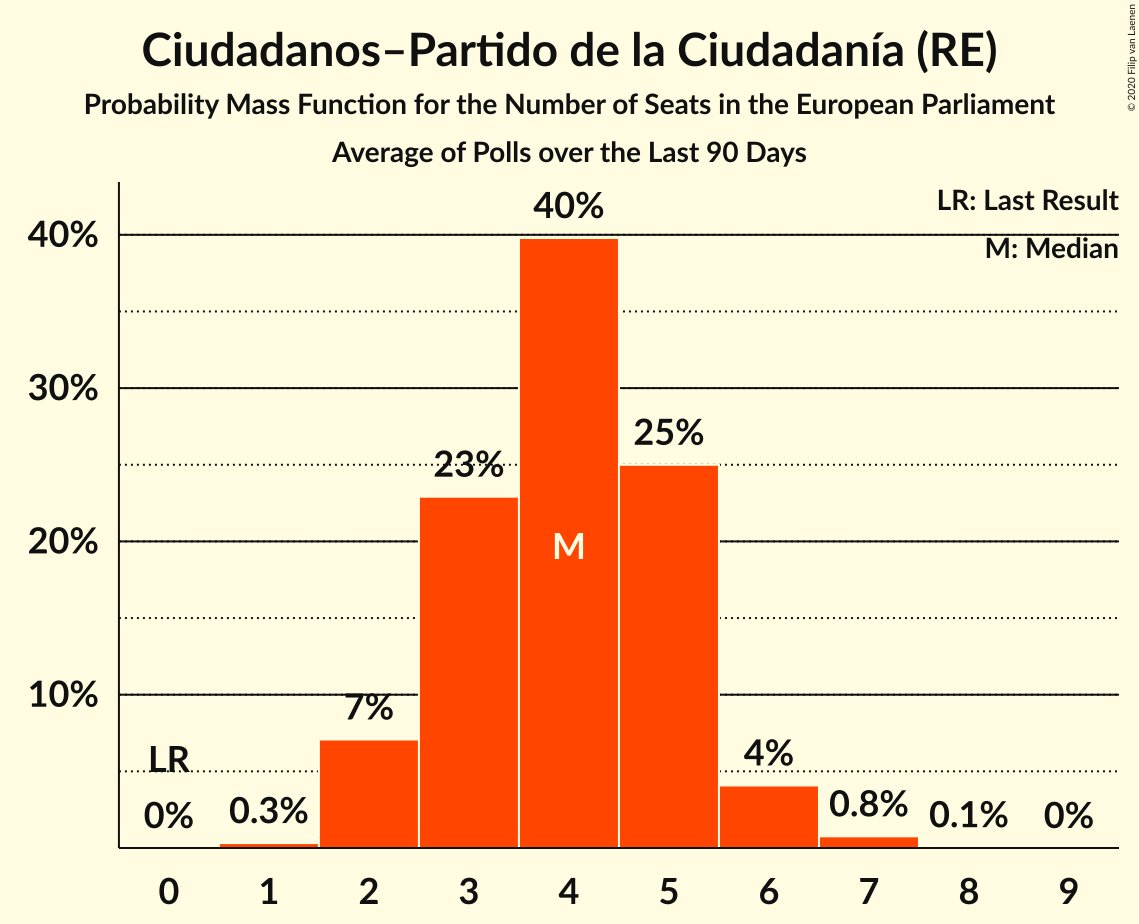 Ciudadanos–Partido de la Ciudadanía (RE)
Probability Mass Function for the Number of Seats in the European Parliament
Average of Polls over the Last 90 Days
© 2020 Filip van Laenen
LR: Last Result
M: Median
40%
30%
20%
10%
LR
0%
0.3%
7%
23%
40%
M
25%
4%
0.8%
0.1%
0%
0 1 2 3 4 5 6 7 8 9